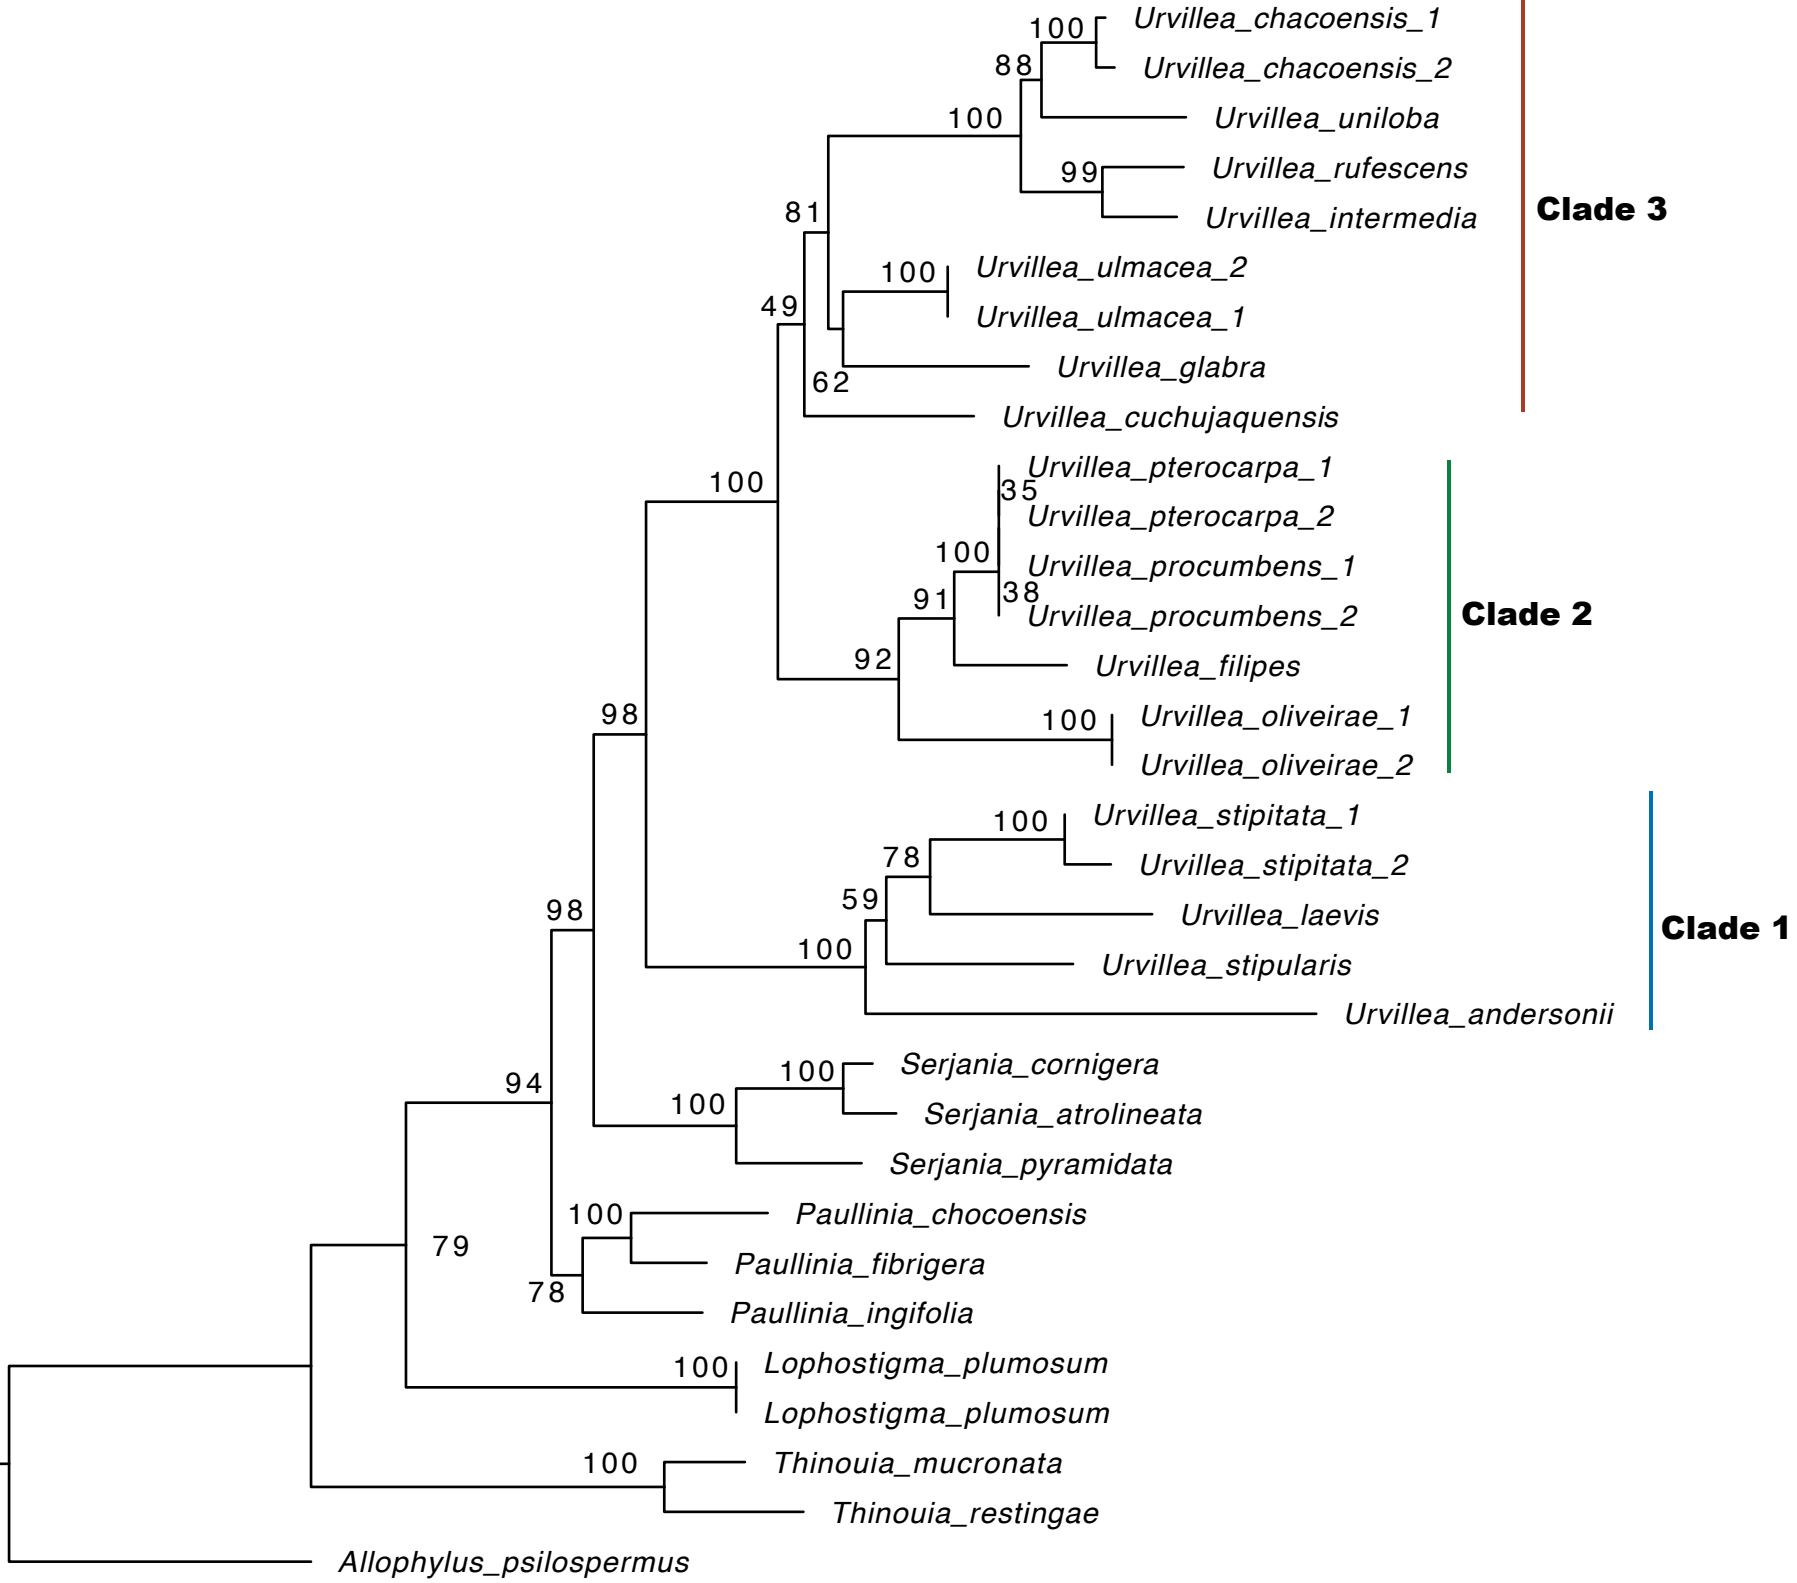 Urvillea_chacoensis_1
100
88
Urvillea_chacoensis_2
100
Urvillea_uniloba
99
Urvillea_rufescens
Clade 3
81
Urvillea_intermedia
100
Urvillea_ulmacea_2
49
Urvillea_ulmacea_1
62
Urvillea_glabra
Urvillea_cuchujaquensis
100
Urvillea_pterocarpa_1
35
Urvillea_pterocarpa_2
100
Urvillea_procumbens_1
38
91
Urvillea_procumbens_2
Clade 2
92
Urvillea_filipes
98
100
Urvillea_oliveirae_1
Urvillea_oliveirae_2
100
Urvillea_stipitata_1
78
Urvillea_stipitata_2
98
59
Urvillea_laevis
Clade 1
100
Urvillea_stipularis
Urvillea_andersonii
94
100
Serjania_cornigera
100
Serjania_atrolineata
Serjania_pyramidata
100
Paullinia_chocoensis
79
Paullinia_fibrigera
78
Paullinia_ingifolia
100
Lophostigma_plumosum
Lophostigma_plumosum
100
Thinouia_mucronata
Thinouia_restingae
Allophylus_psilospermus